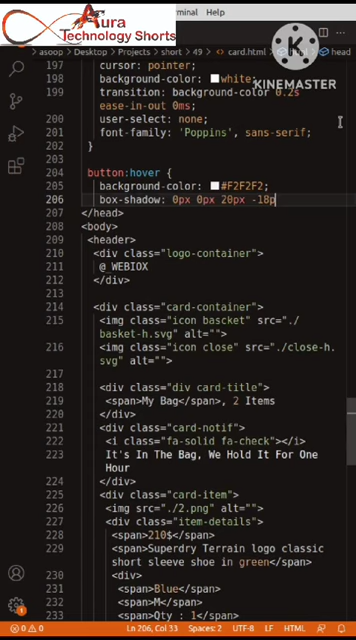 Aura
Technology Shorts
minal Help
asoop > Desktop > Projects > short > 49 > card.html > html > head
KINEMASTER
197 cursor: pointer;
198 background-color: white;
199 transition: background-color 0.2s
ease-in-out 0ms;
200 user-select: none;
201 font-family: 'Poppins', sans-serif;
202 }
203
204 button:hover {
205 background-color: #F2F2F2;
206 box-shadow: 0px 0px 20px -18p
207 </head>
208 <body>
209 <header>
210 <div class="logo-container">
211 @_WEBIOX
212 </div>
213
214 <div class="card-container">
215 <img class="icon bascket" src="./
basket-h.svg" alt="">
216 <img class="icon close" src="./close-h.
svg" alt="">
217
218 <div class="div card-title">
219 <span>My Bag</span>, 2 Items
220 </div>
221 <div class="card-notif">
222 <i class="fa-solid fa-check"></i>
223 It's In The Bag, We Hold It For One
Hour
224 </div>
225 <div class="card-item">
226 <img src="./2.png" alt="">
227 <div class="item-details">
228 <span>210$</span>
229 <span>Superdry Terrain logo classic
short sleeve shoe in green</span>
230 <div>
231 <span>Blue</span>
232 <span>M</span>
233 <span>Qty : 1</span>
234 </div>
0 0 Ln 206, Col 33 Spaces: 2 UTF-8 LF HTML